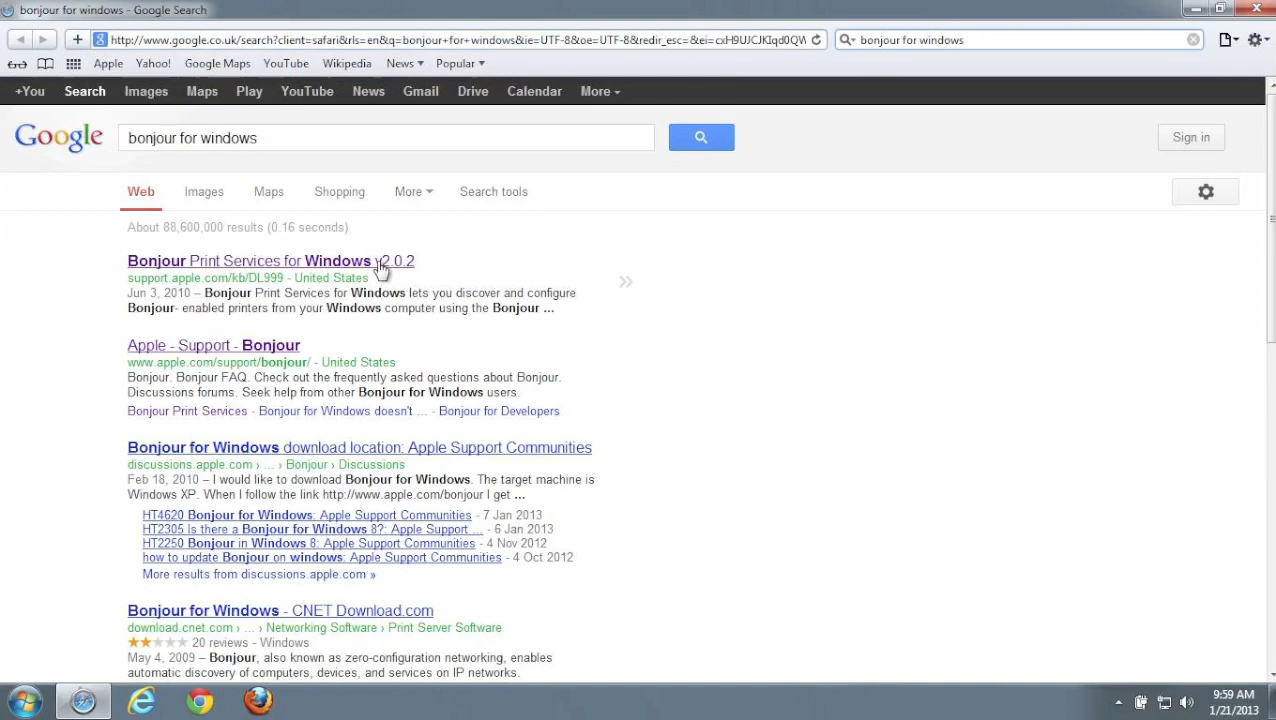 bonjour for windows - Google Search
http://www.google.co.uk/search?client=safari&rls=en&q=bonjour+for+windows&ie=UTF-8&oe=UTF-8&redir_esc=&ei=cxH9UJCJKIqd0QW
bonjour for windows
Apple Yahoo! Google Maps YouTube Wikipedia News Popular
+You Search Images Maps Play YouTube News Gmail Drive Calendar More
Google bonjour for windows Sign in
Web Images Maps Shopping More Search tools
About 88,600,000 results (0.16 seconds)
Bonjour Print Services for Windows v2.0.2
support.apple.com/kb/DL999 - United States
Jun 3, 2010 – Bonjour Print Services for Windows lets you discover and configure
Bonjour- enabled printers from your Windows computer using the Bonjour ...
Apple - Support - Bonjour
www.apple.com/support/bonjour/ - United States
Bonjour. Bonjour FAQ. Check out the frequently asked questions about Bonjour.
Discussions forums. Seek help from other Bonjour for Windows users.
Bonjour Print Services - Bonjour for Windows doesn't ... - Bonjour for Developers
Bonjour for Windows download location: Apple Support Communities
discussions.apple.com › ... › Bonjour › Discussions
Feb 18, 2010 – I would like to download Bonjour for Windows. The target machine is
Windows XP. When I follow the link http://www.apple.com/bonjour I get ...
HT4620 Bonjour for Windows: Apple Support Communities - 7 Jan 2013
HT2305 Is there a Bonjour for Windows 8?: Apple Support ... - 6 Jan 2013
HT2250 Bonjour in Windows 8: Apple Support Communities - 4 Nov 2012
how to update Bonjour on windows: Apple Support Communities - 4 Oct 2012
More results from discussions.apple.com »
Bonjour for Windows - CNET Download.com
download.cnet.com › ... › Networking Software › Print Server Software
20 reviews - Windows
May 4, 2009 – Bonjour, also known as zero-configuration networking, enables
automatic discovery of computers, devices, and services on IP networks.
9:59 AM
1/21/2013